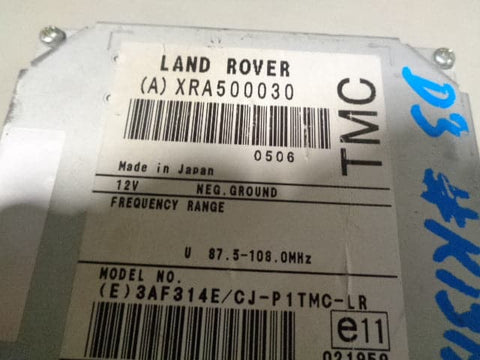 LAND ROVER
(A) XRA500030
0506
TMC
Made in Japan
12V NEG.GROUND
FREQUENCY RANGE
U 87.5-108.0MHz
MODEL NO.
(E)3AF314E/CJ-P1TMC-LR
e11
D3